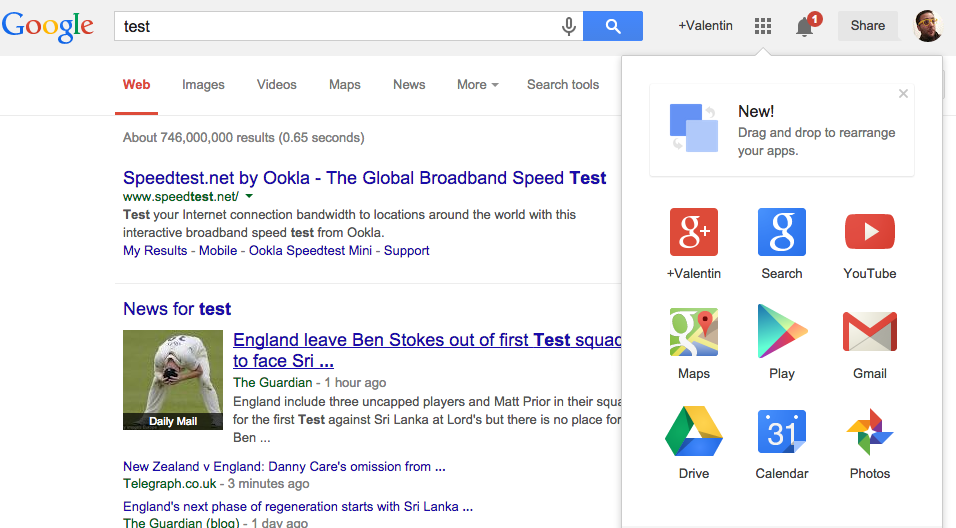 Google
test
+Valentin
1
Share
Web Images Videos Maps News More Search tools
About 746,000,000 results (0.65 seconds)
Speedtest.net by Ookla - The Global Broadband Speed Test
www.speedtest.net/
Test your Internet connection bandwidth to locations around the world with this
interactive broadband speed test from Ookla.
My Results - Mobile - Ookla Speedtest Mini - Support
News for test
England leave Ben Stokes out of first Test squad
to face Sri ...
The Guardian - 1 hour ago
England include three uncapped players and Matt Prior in their squa
for the first Test against Sri Lanka at Lord's but there is no place for
Ben ...
Daily Mail
New Zealand v England: Danny Care's omission from ...
Telegraph.co.uk - 3 minutes ago
England's next phase of regeneration starts with Sri Lanka ...
The Guardian (blog) - 1 day ago
New!
Drag and drop to rearrange
your apps.
g+
g
+Valentin Search YouTube
g
Maps Play Gmail
31
Drive Calendar Photos